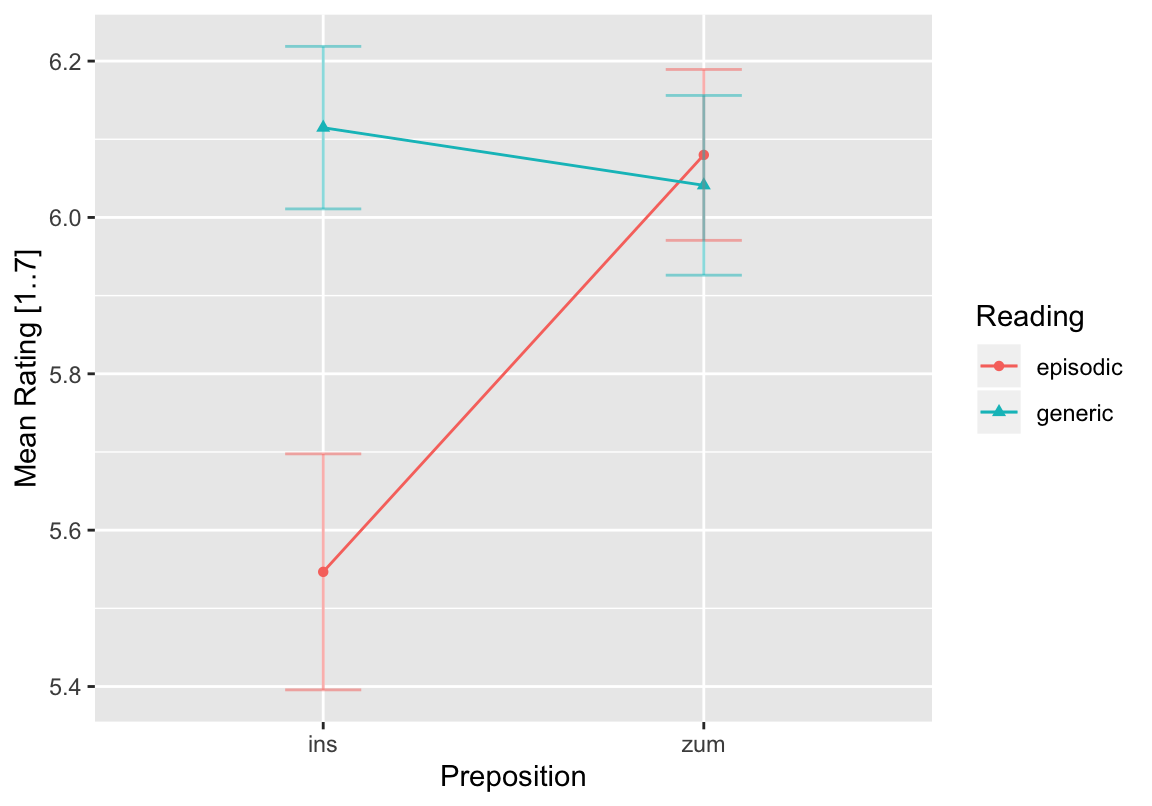 6.2
6.0
5.8
5.6
5.4
Mean Rating [1..7]
ins
zum
Preposition
Reading
episodic
generic